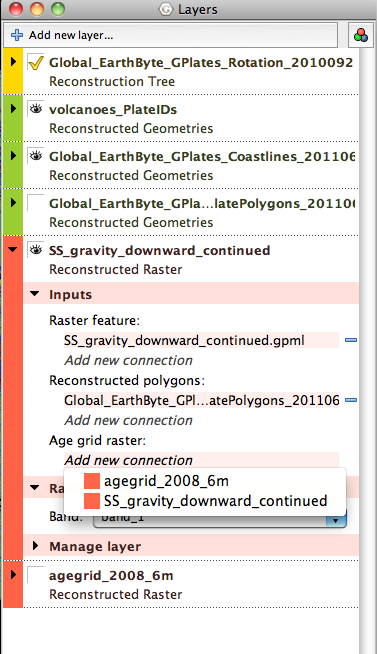 Layers
Add new layer...
Global_EarthByte_GPlates_Rotation_2010092
Reconstruction Tree
volcanoes_PlateIDs
Reconstructed Geometries
Global_EarthByte_GPlates_Coastlines_201106
Reconstructed Geometries
Global_EarthByte_GPla...latePolygons_201106
Reconstructed Geometries
SS_gravity_downward_continued
Reconstructed Raster
Inputs
Raster feature:
SS_gravity_downward_continued.gpml
Add new connection
Reconstructed polygons:
Global_EarthByte_GPl...atePolygons_201106
Add new connection
Age grid raster:
Add new connection
agegrid_2008_6m
Ra
SS_gravity_downward_continued
Band: band_1
Manage layer
agegrid_2008_6m
Reconstructed Raster